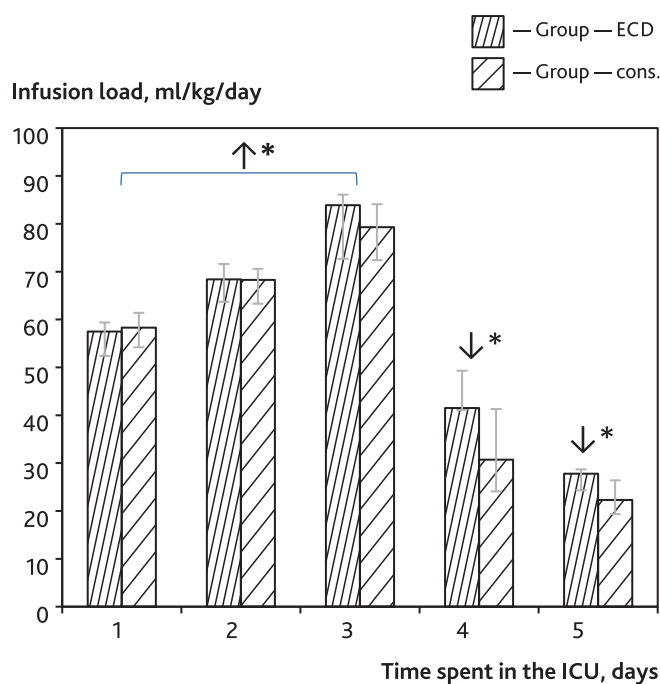 — Group — ECD
— Group — cons.
Infusion load, ml/kg/day
100
90
80
70
60
50
40
30
20
10
0
↑ *
↓ *
↓ *
1 2 3 4 5
Time spent in the ICU, days